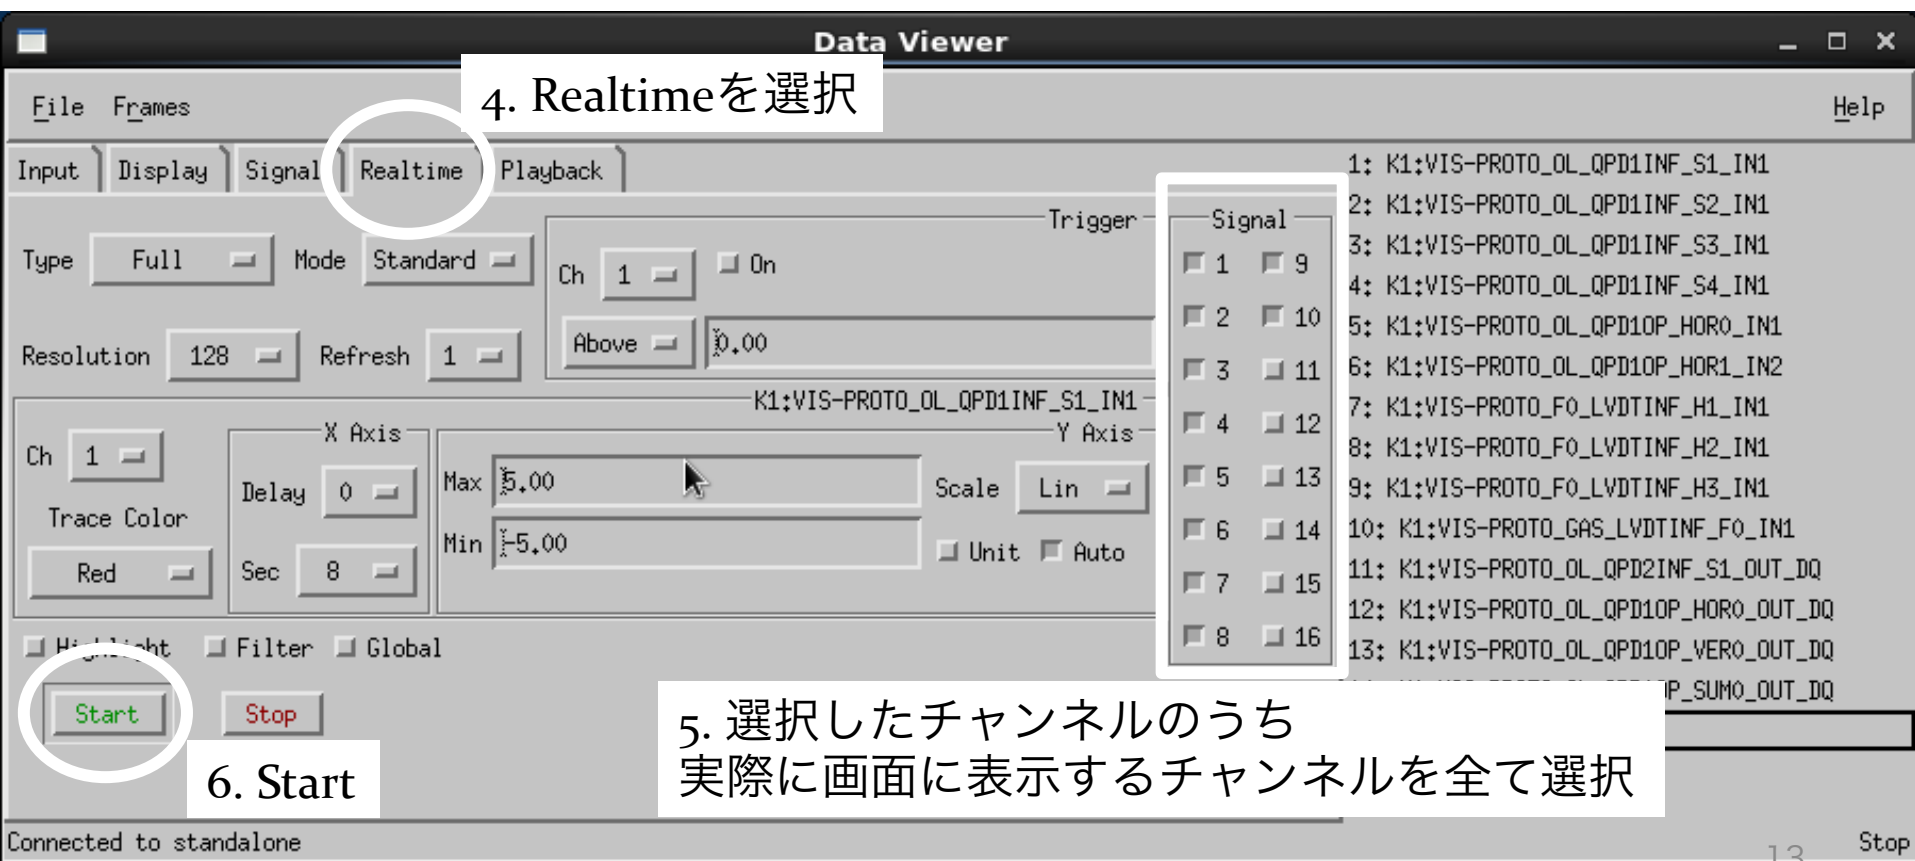 Data Viewer
4. Realtimeを選択
File Frames Help
Input Display Signal Realtime Playback
Type Full Mode Standard
Resolution 128 Refresh 1
Trigger
Ch 1 On
Above 0.00
K1:VIS-PROTO_OL_QPD1INF_S1_IN1
Ch 1
Trace Color
Red
X Axis
Delay 0
Sec 8
Y Axis
Max 5.00
Min -5.00
Scale Lin
Unit Auto
Signal
1 9
2 10
3 11
4 12
5 13
6 14
7 15
8 16
Highlight Filter Global
Start Stop
6. Start
5. 選択したチャンネルのうち
実際に画面に表示するチャンネルを全て選択
1: K1:VIS-PROTO_OL_QPD1INF_S1_IN1
2: K1:VIS-PROTO_OL_QPD1INF_S2_IN1
3: K1:VIS-PROTO_OL_QPD1INF_S3_IN1
4: K1:VIS-PROTO_OL_QPD1INF_S4_IN1
5: K1:VIS-PROTO_OL_QPD1OP_HOR0_IN1
6: K1:VIS-PROTO_OL_QPD1OP_HOR1_IN2
7: K1:VIS-PROTO_F0_LVDTINF_H1_IN1
8: K1:VIS-PROTO_F0_LVDTINF_H2_IN1
9: K1:VIS-PROTO_F0_LVDTINF_H3_IN1
10: K1:VIS-PROTO_GAS_LVDTINF_F0_IN1
11: K1:VIS-PROTO_OL_QPD2INF_S1_OUT_DQ
12: K1:VIS-PROTO_OL_QPD1OP_HOR0_OUT_DQ
13: K1:VIS-PROTO_OL_QPD1OP_VER0_OUT_DQ
P_SUM0_OUT_DQ
Connected to standalone
13
Stop